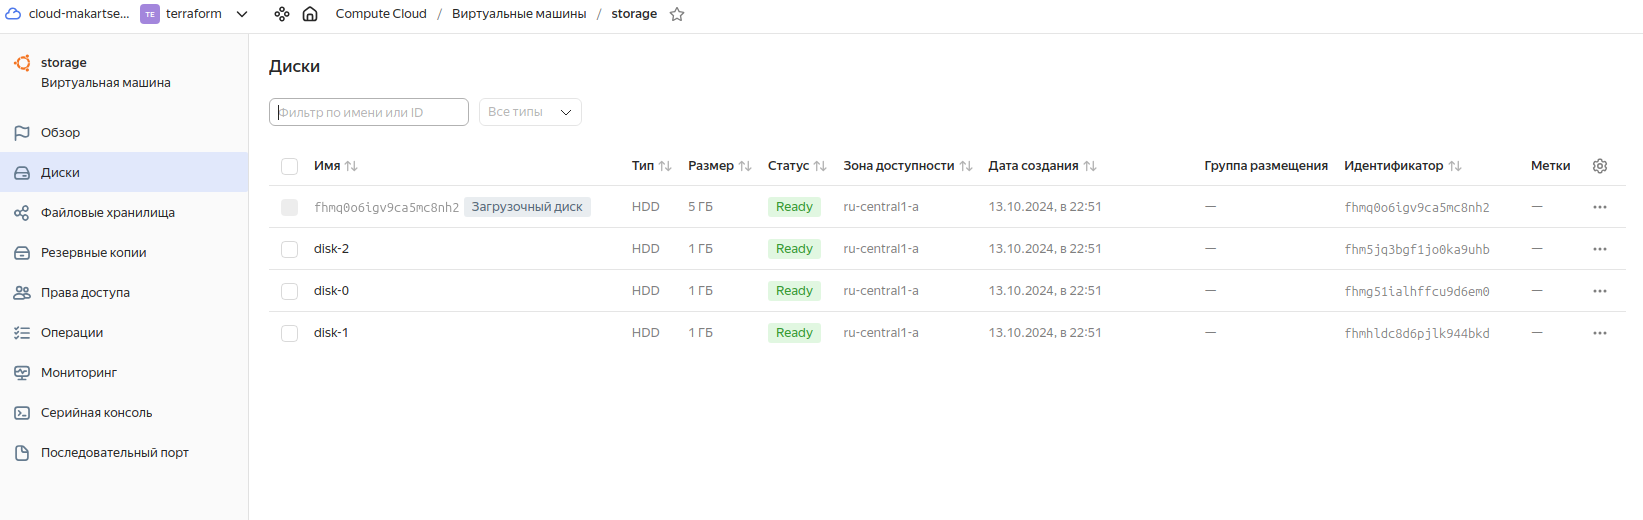 cloud-makartse... TE terraform Compute Cloud / Виртуальные машины / storage
storage
Виртуальная машина
Обзор
Диски
Файловые хранилища
Резервные копии
Права доступа
Операции
Мониторинг
Серийная консоль
Последовательный порт
Диски
Фильтр по имени или ID Все типы
Имя Тип Размер Статус Зона доступности Дата создания Группа размещения Идентификатор Метки
fhmq0o6igv9ca5mc8nh2 Загрузочный диск HDD 5 ГБ Ready ru-central1-a 13.10.2024, в 22:51 — fhmq0o6igv9ca5mc8nh2 —
disk-2 HDD 1 ГБ Ready ru-central1-a 13.10.2024, в 22:51 — fhm5jq3bgf1jo0ka9uhb —
disk-0 HDD 1 ГБ Ready ru-central1-a 13.10.2024, в 22:51 — fhmg51ialhffcu9d6em0 —
disk-1 HDD 1 ГБ Ready ru-central1-a 13.10.2024, в 22:51 — fhmhldc8d6pjlk944bkd —